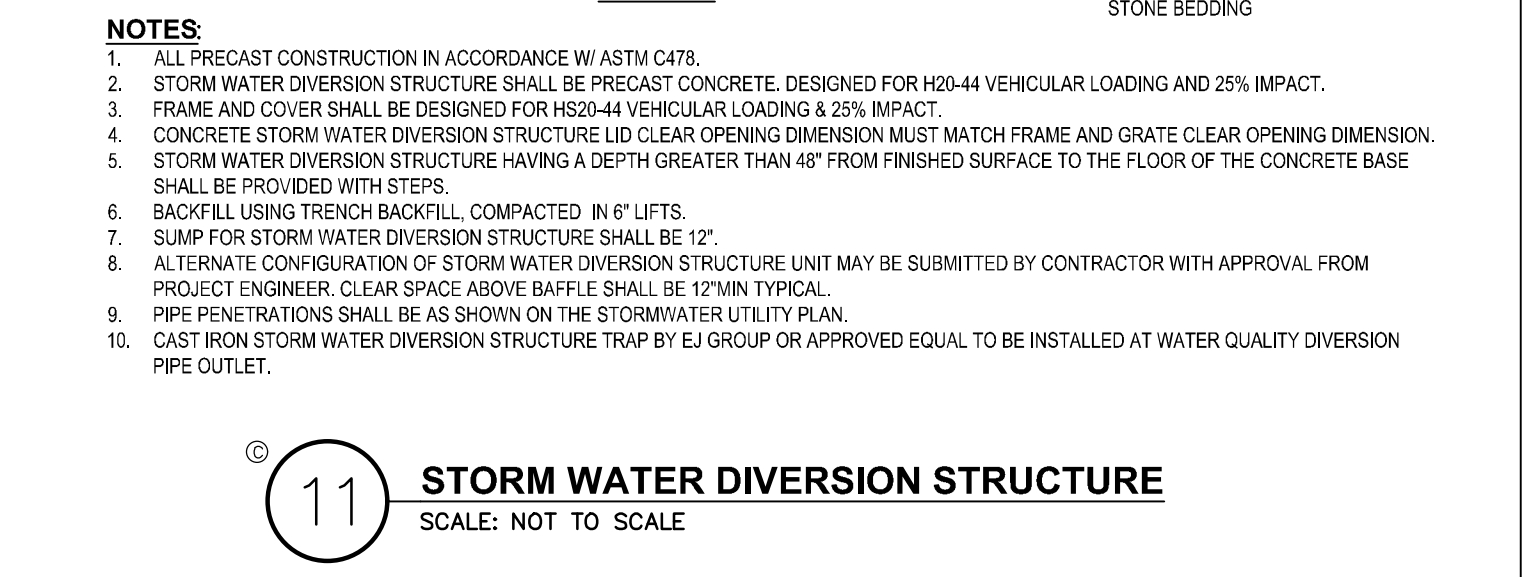 STONE BEDDING
NOTES:
1. ALL PRECAST CONSTRUCTION IN ACCORDANCE W/ ASTM C478.
2. STORM WATER DIVERSION STRUCTURE SHALL BE PRECAST CONCRETE. DESIGNED FOR H20-44 VEHICULAR LOADING AND 25% IMPACT.
3. FRAME AND COVER SHALL BE DESIGNED FOR HS20-44 VEHICULAR LOADING & 25% IMPACT.
4. CONCRETE STORM WATER DIVERSION STRUCTURE LID CLEAR OPENING DIMENSION MUST MATCH FRAME AND GRATE CLEAR OPENING DIMENSION.
5. STORM WATER DIVERSION STRUCTURE HAVING A DEPTH GREATER THAN 48" FROM FINISHED SURFACE TO THE FLOOR OF THE CONCRETE BASE
SHALL BE PROVIDED WITH STEPS.
6. BACKFILL USING TRENCH BACKFILL, COMPACTED IN 6" LIFTS.
7. SUMP FOR STORM WATER DIVERSION STRUCTURE SHALL BE 12".
8. ALTERNATE CONFIGURATION OF STORM WATER DIVERSION STRUCTURE UNIT MAY BE SUBMITTED BY CONTRACTOR WITH APPROVAL FROM
PROJECT ENGINEER. CLEAR SPACE ABOVE BAFFLE SHALL BE 12"MIN TYPICAL.
9. PIPE PENETRATIONS SHALL BE AS SHOWN ON THE STORMWATER UTILITY PLAN.
10. CAST IRON STORM WATER DIVERSION STRUCTURE TRAP BY EJ GROUP OR APPROVED EQUAL TO BE INSTALLED AT WATER QUALITY DIVERSION
PIPE OUTLET.
©
11
STORM WATER DIVERSION STRUCTURE
SCALE: NOT TO SCALE